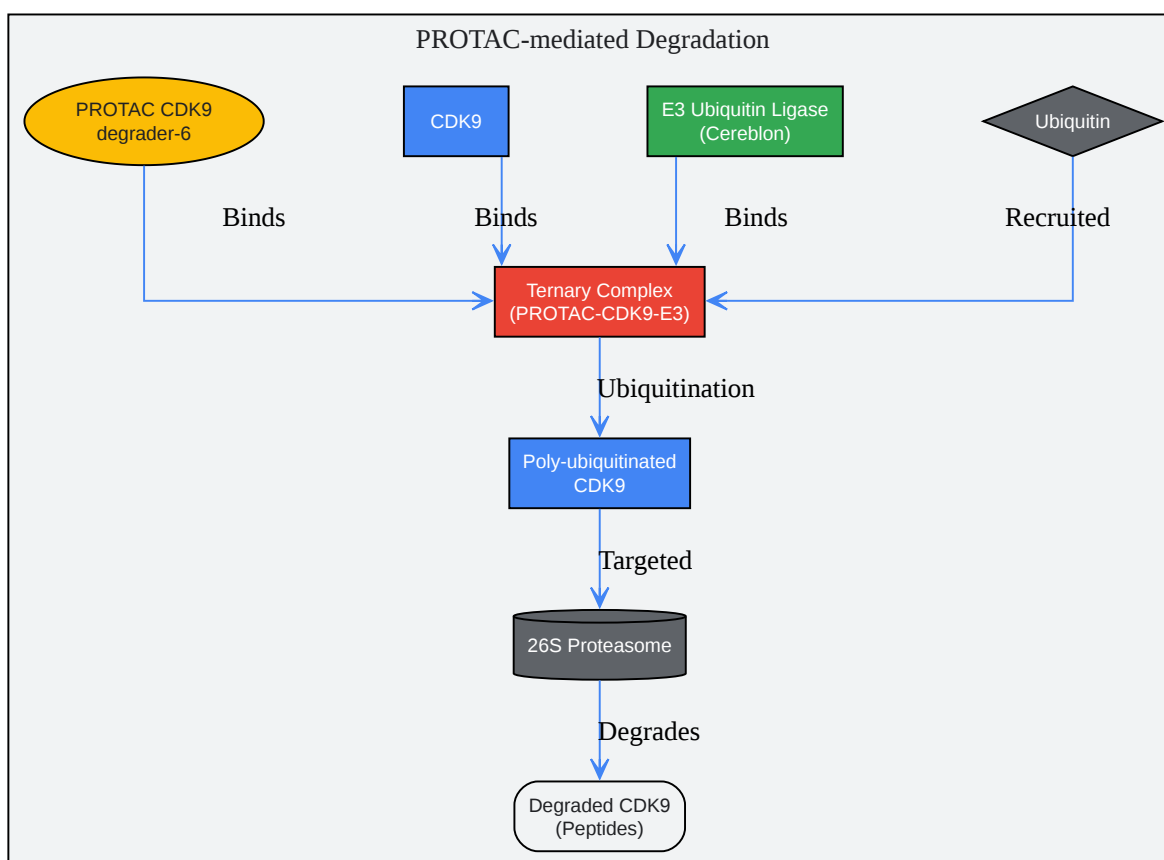 PROTAC-mediated Degradation
PROTAC CDK9
degrader-6
CDK9
E3 Ubiquitin Ligase
(Cereblon)
Ubiquitin
Binds
Binds
Binds
Recruited
Ternary Complex
(PROTAC-CDK9-E3)
Ubiquitination
Poly-ubiquitinated
CDK9
Targeted
26S Proteasome
Degrades
Degraded CDK9
(Peptides)